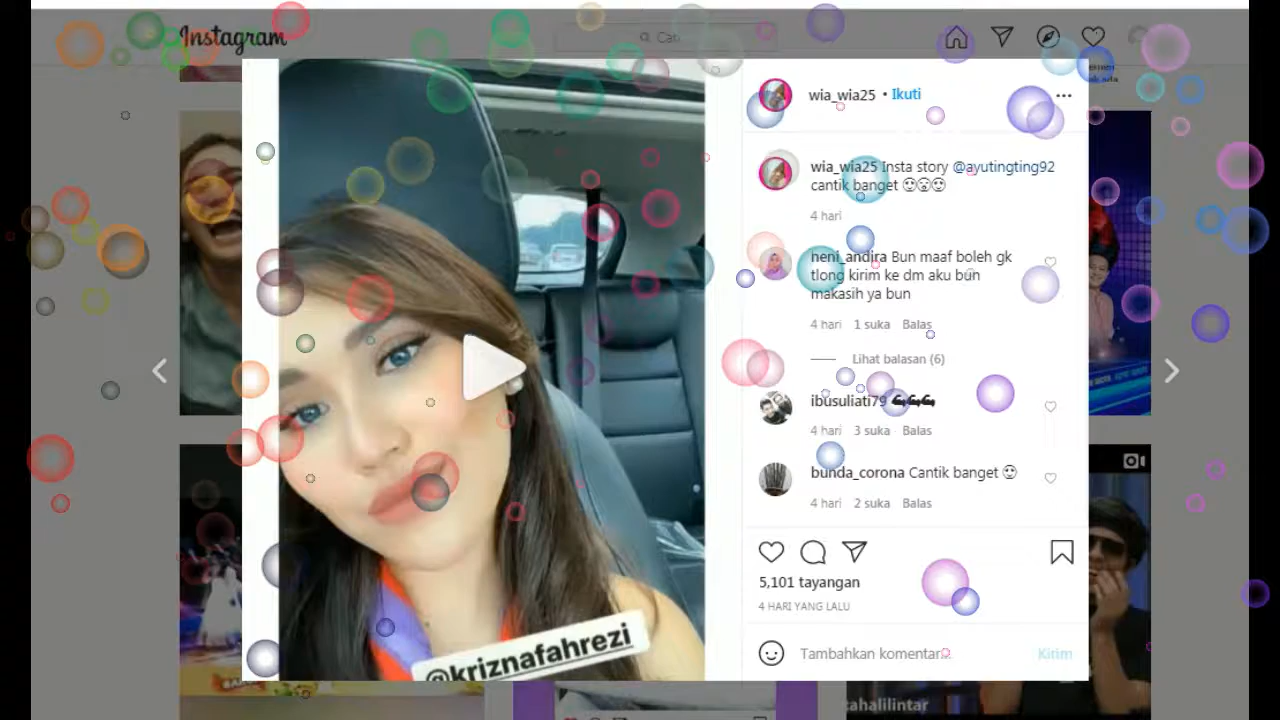 Instagram
Cari
wia_wia25 • Ikuti
wia_wia25 Insta story @ayutingting92
cantik banget
4 hari
neni_andira Bun maaf boleh gk
tlong kirim ke dm aku bun
makasih ya bun
4 hari 1 suka Balas
Lihat balasan (6)
ibusuliati79
4 hari 3 suka Balas
bunda_corona Cantik banget
4 hari 2 suka Balas
5,101 tayangan
4 HARI YANG LALU
Tambahkan komentar...
Kirim
@kriznafahrezi